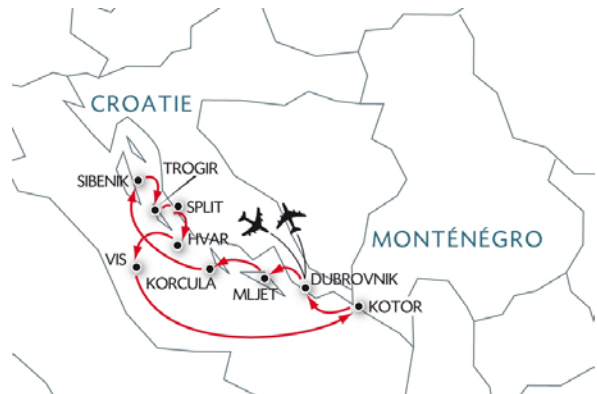 CROATIE
TROGIR
SIBENIK
SPLIT
HVAR
MONTÉNÉGRO
VIS
KORCULA
DUBROVNIK
MLJET
KOTOR